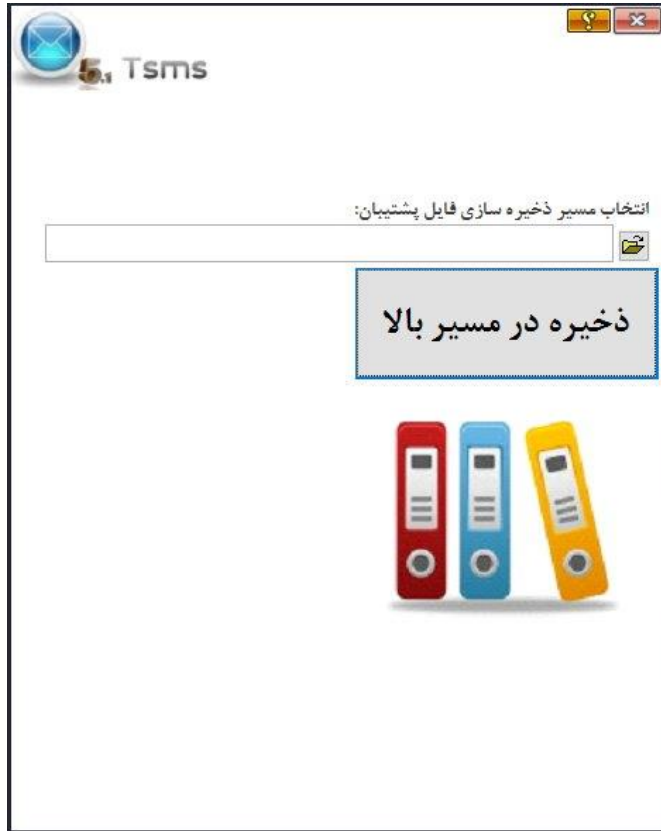 5.1 Tsms
انتخاب مسیر ذخیره سازی فایل پشتیبان:
ذخیره در مسیر بالا